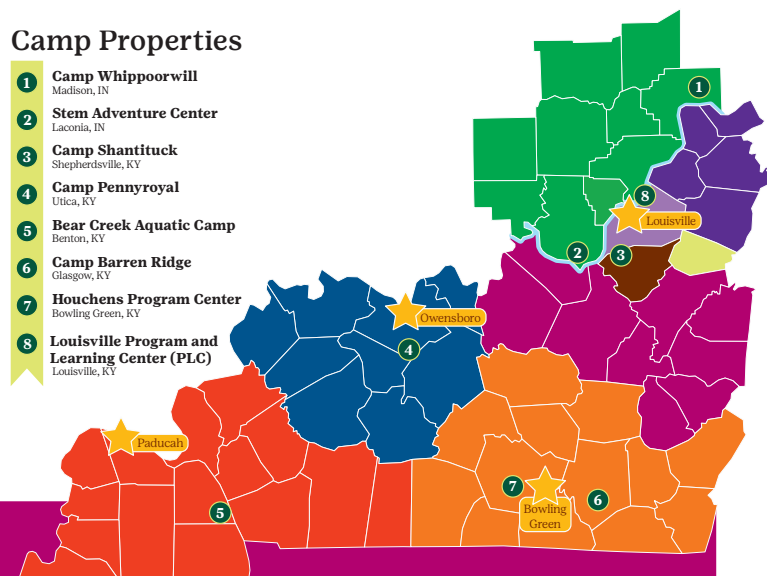 Camp Properties
1 Camp Whippoorwill
Madison, IN
2 Stem Adventure Center
Laconia, IN
3 Camp Shantituck
Shepherdsville, KY
4 Camp Pennyroyal
Utica, KY
5 Bear Creek Aquatic Camp
Benton, KY
6 Camp Barren Ridge
Glasgow, KY
7 Houchens Program Center
Bowling Green, KY
8 Louisville Program and
Learning Center (PLC)
Louisville, KY
1
8
Louisville
2
3
Owensboro
4
Paducah
7
6
Bowling
Green
5